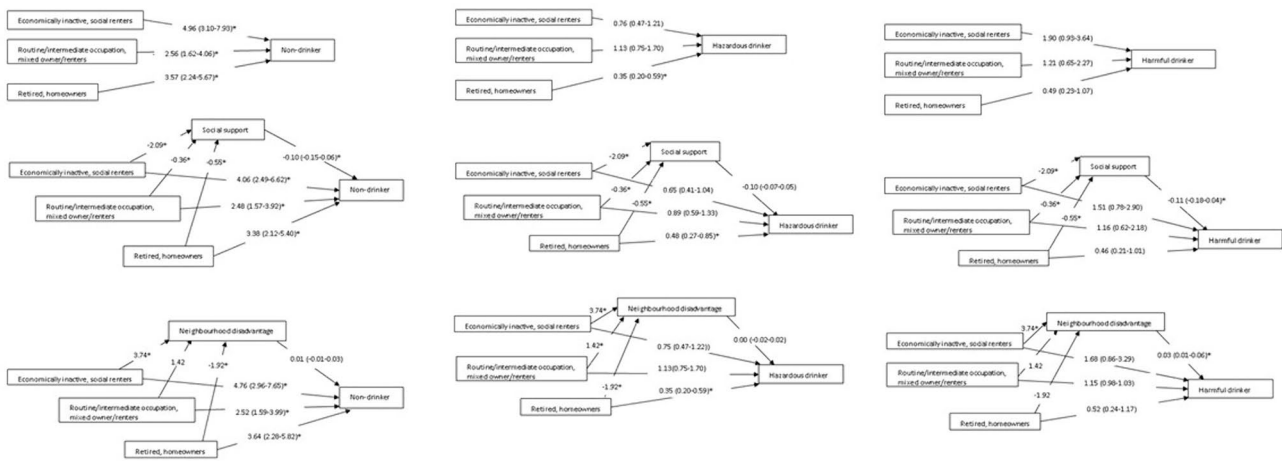 Economically inactive, social renters
4.96 (3.10-7.93)*
Routine/intermediate occupation,
mixed owner/renters
2.56 (1.62-4.06)*
Non-drinker
3.57 (2.24-5.67)*
Retired, homeowners
Economically inactive, social renters
0.76 (0.47-1.21)
Routine/intermediate occupation,
mixed owner/renters
1.13 (0.75-1.70)
Hazardous drinker
0.35 (0.20-0.59)*
Retired, homeowners
Economically inactive, social renters
1.90 (0.93-3.64)
Routine/intermediate occupation,
mixed owner/renters
1.21 (0.65-2.27)
Harmful drinker
0.49 (0.23-1.07)
Retired, homeowners
Social support
-2.09*
-0.36*
-0.55*
-0.10 (-0.15-0.06)*
Economically inactive, social renters
4.06 (2.49-6.62)*
Non-drinker
Routine/intermediate occupation,
mixed owner/renters
2.48 (1.57-3.92)*
3.38 (2.12-5.40)*
Retired, homeowners
Social support
-2.09*
Economically inactive, social renters
-0.36*
0.65 (0.41-1.04)
-0.10 (-0.07-0.05)
Routine/intermediate occupation,
mixed owner/renters
-0.55*
0.89 (0.59-1.33)
Hazardous drinker
0.48 (0.27-0.85)*
Retired, homeowners
Social support
-2.09*
Economically inactive, social renters
-0.36*
1.51 (0.78-2.90)
-0.11 (-0.18-0.04)*
Routine/intermediate occupation,
mixed owner/renters
-0.55*
1.16 (0.62-2.18)
Harmful drinker
0.46 (0.21-1.01)
Retired, homeowners
Neighbourhood disadvantage
3.74*
1.42
-1.92*
0.01 (-0.01-0.03)
Economically inactive, social renters
4.76 (2.96-7.65)*
Non-drinker
Routine/intermediate occupation,
mixed owner/renters
2.52 (1.59-3.99)*
3.64 (2.28-5.82)*
Retired, homeowners
Neighbourhood disadvantage
3.74*
Economically inactive, social renters
1.42*
0.75 (0.47-1.22))
0.00 (-0.02-0.02)
Routine/intermediate occupation,
mixed owner/renters
1.13(0.75-1.70)
Hazardous drinker
-1.92*
0.35 (0.20-0.59)*
Retired, homeowners
Neighbourhood disadvantage
3.74*
Economically inactive, social renters
1.68 (0.86-3.29)
0.03 (0.01-0.06)*
Routine/intermediate occupation,
mixed owner/renters
1.42
1.15 (0.98-1.03)
Harmful drinker
-1.92
0.52 (0.24-1.17)
Retired, homeowners